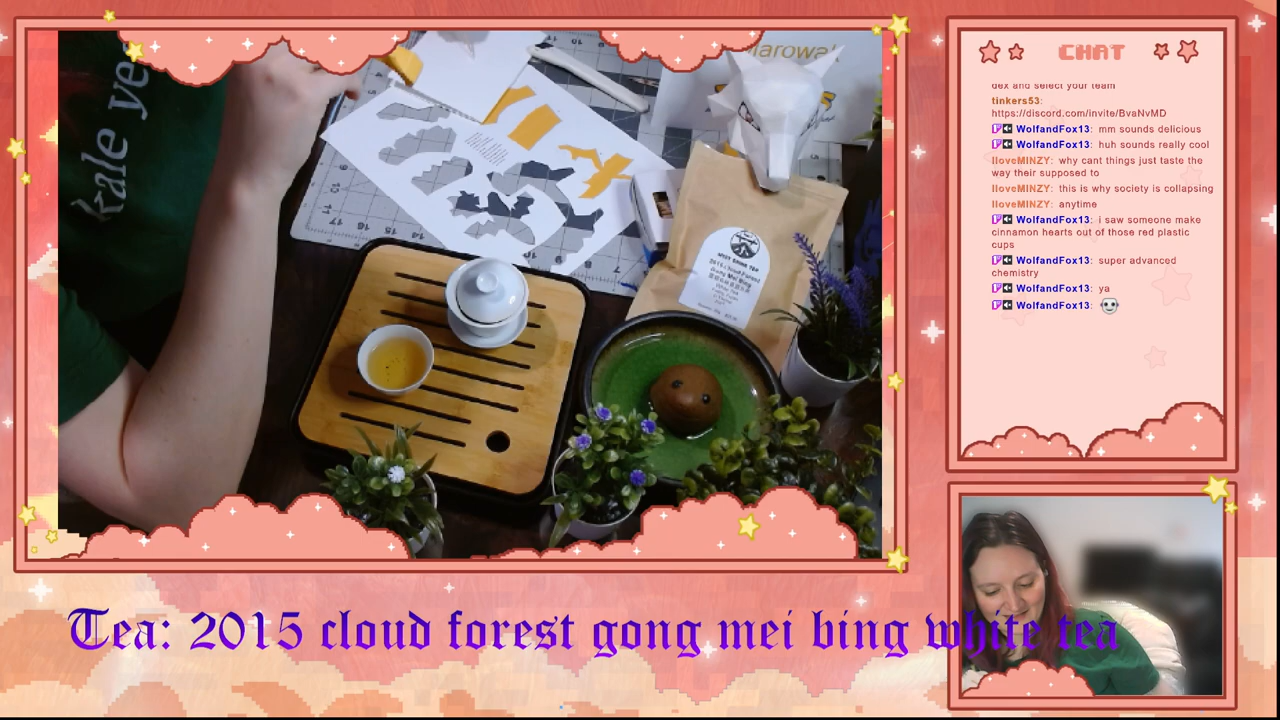 kale yes
CHAT
dex and select your team
tinkers53:
https://discord.com/invite/BvaNvMD
WolfandFox13: mm sounds delicious
WolfandFox13: huh sounds really cool
IloveMINZY: why cant things just taste the
way their supposed to
IloveMINZY: this is why society is collapsing
IloveMINZY: anytime
WolfandFox13: i saw someone make
cinnamon hearts out of those red plastic
cups
WolfandFox13: super advanced
chemistry
WolfandFox13: ya
WolfandFox13:
Tea: 2015 cloud forest gong mei bing white tea